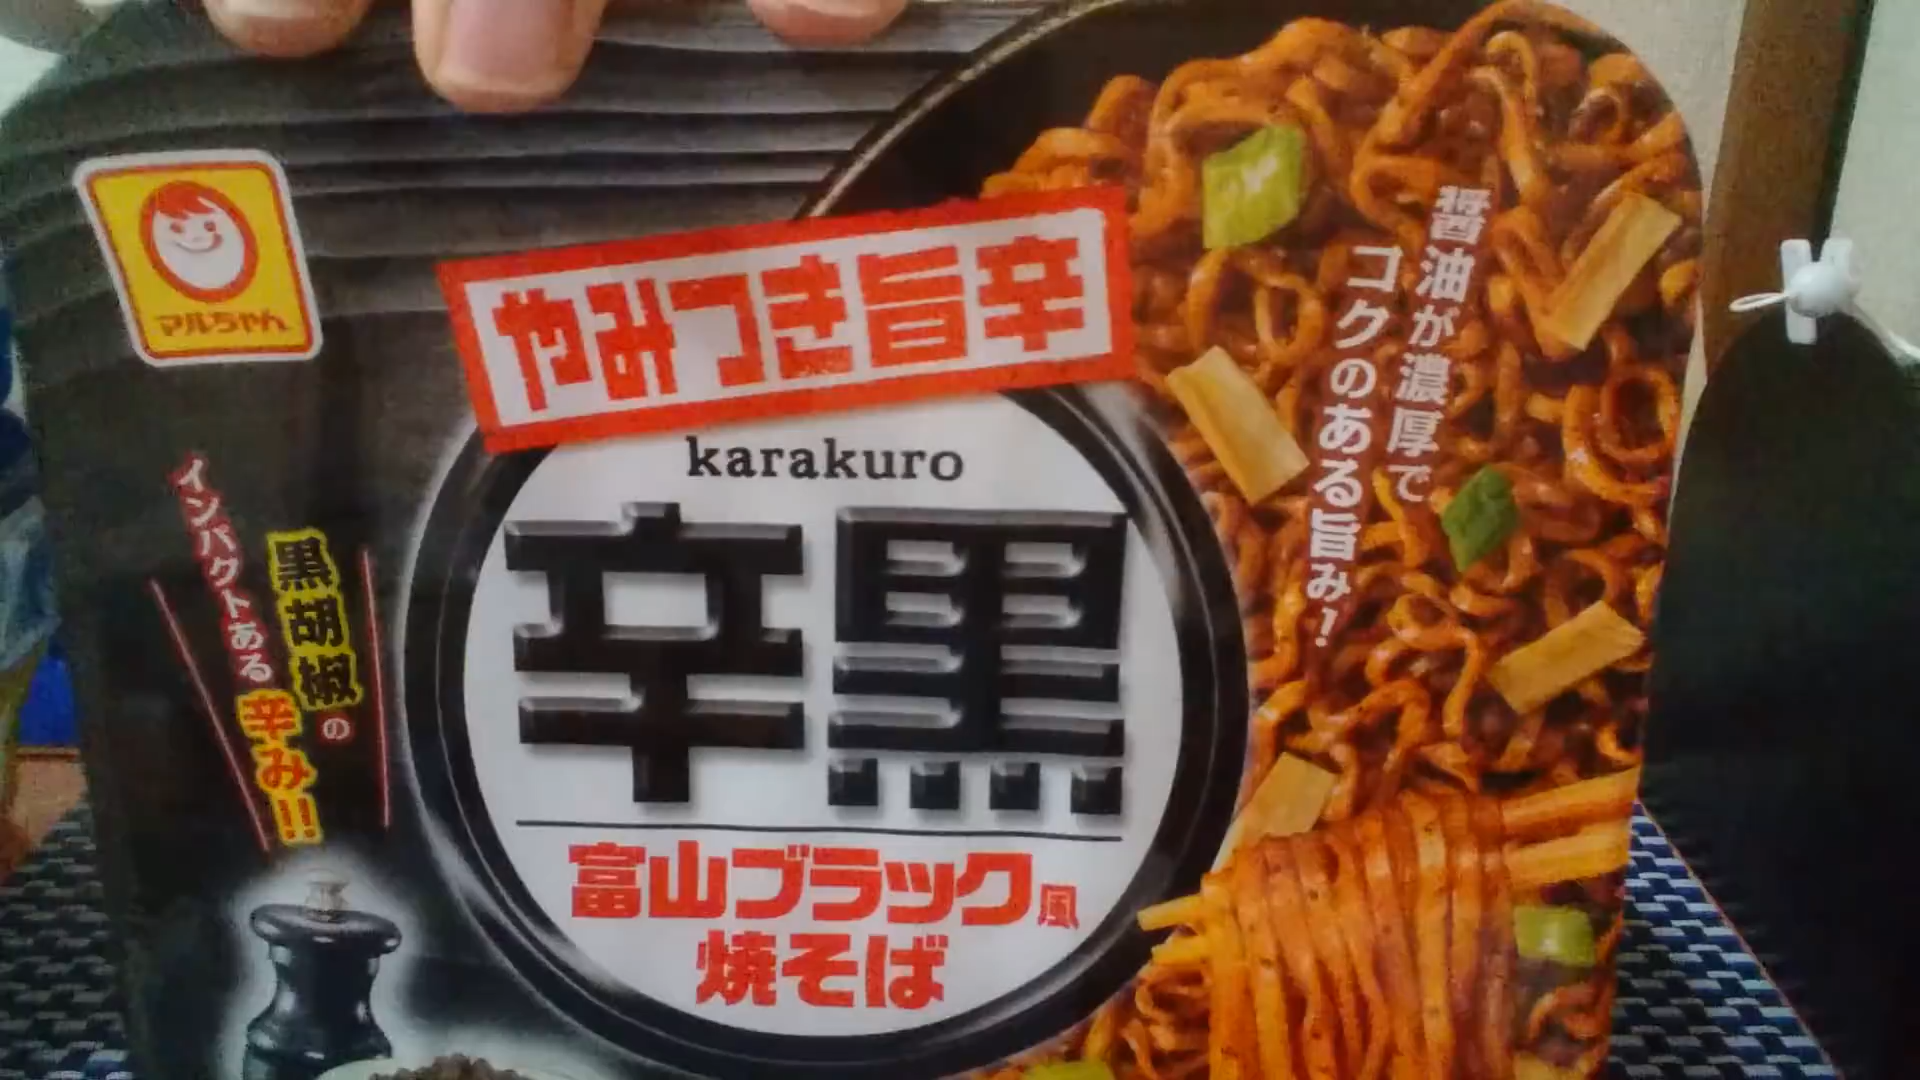 マルちゃん
やみつき旨辛
karakuro
辛黒
富山ブラック風
焼そば
黒胡椒の
インパクトある辛み!!
醤油が濃厚で
コクのある旨み!